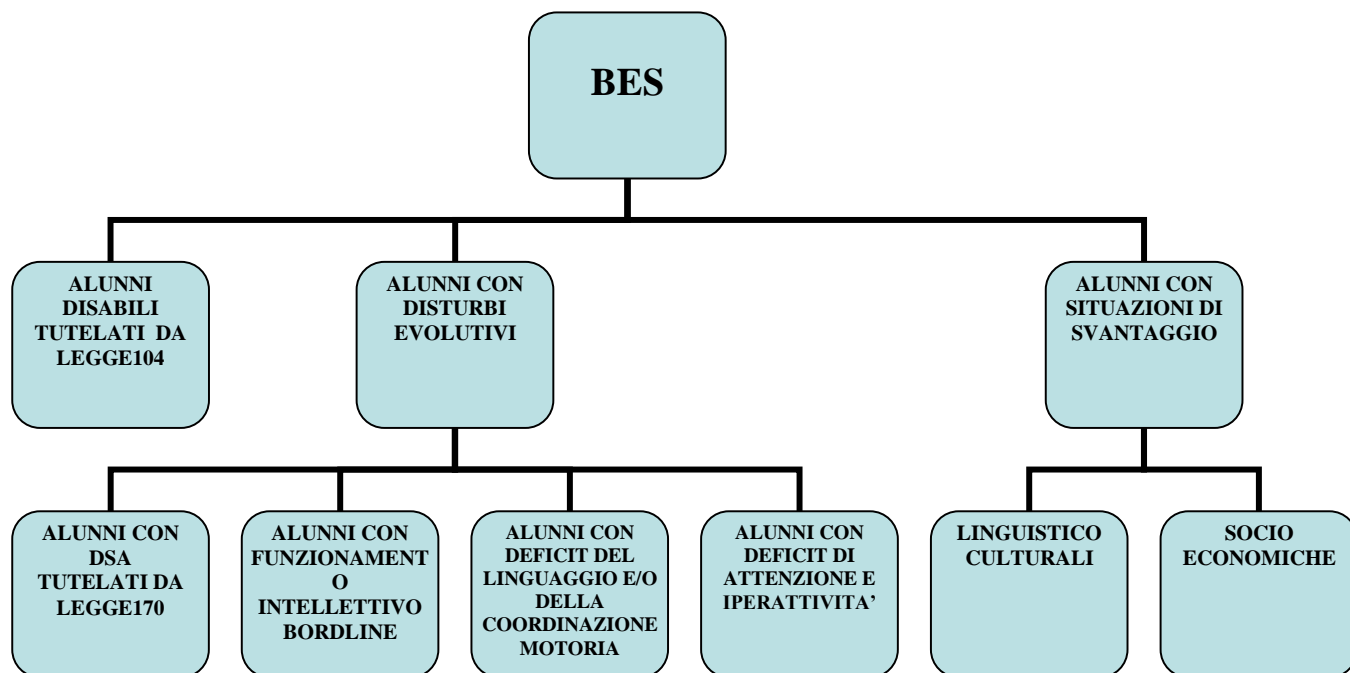 BES
ALUNNI
DISABILI
TUTELATI DA
LEGGE104
ALUNNI CON
DISTURBI
EVOLUTIVI
ALUNNI CON
SITUAZIONI DI
SVANTAGGIO
ALUNNI CON
DSA
TUTELATI DA
LEGGE170
ALUNNI CON
FUNZIONAMENT
O
INTELLETTIVO
BORDLINE
ALUNNI CON
DEFICIT DEL
LINGUAGGIO E/O
DELLA
COORDINAZIONE
MOTORIA
ALUNNI CON
DEFICIT DI
ATTENZIONE E
IPERATTIVITA’
LINGUISTICO
CULTURALI
SOCIO
ECONOMICHE